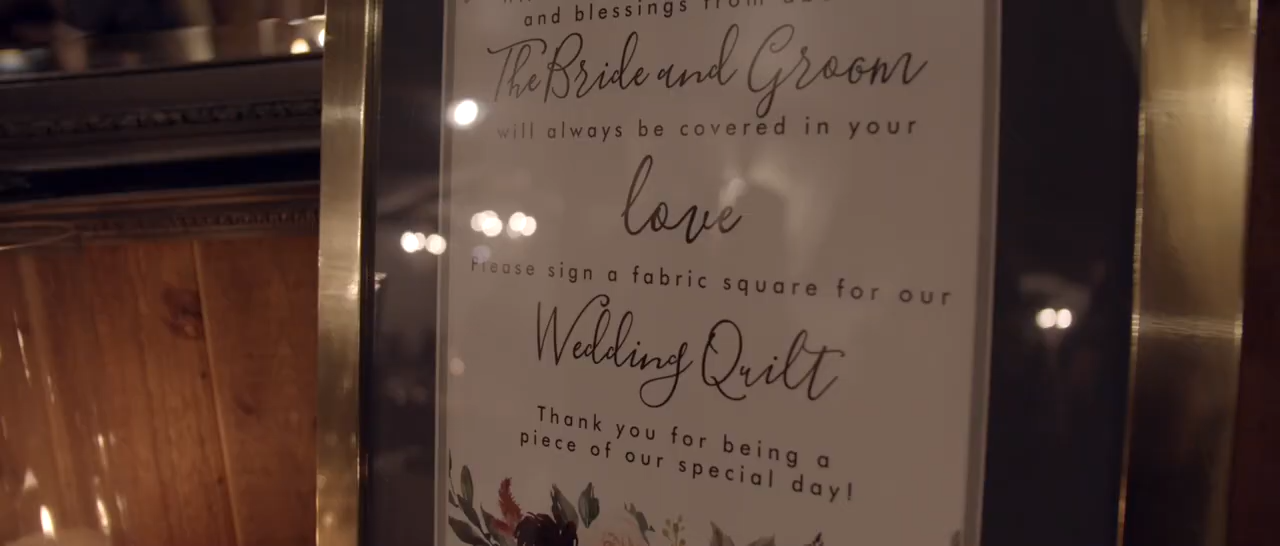 and blessings from
The Bride and Groom
will always be covered in your
love
Please sign a fabric square for our
Wedding Quilt
Thank you for being a
piece of our special day!